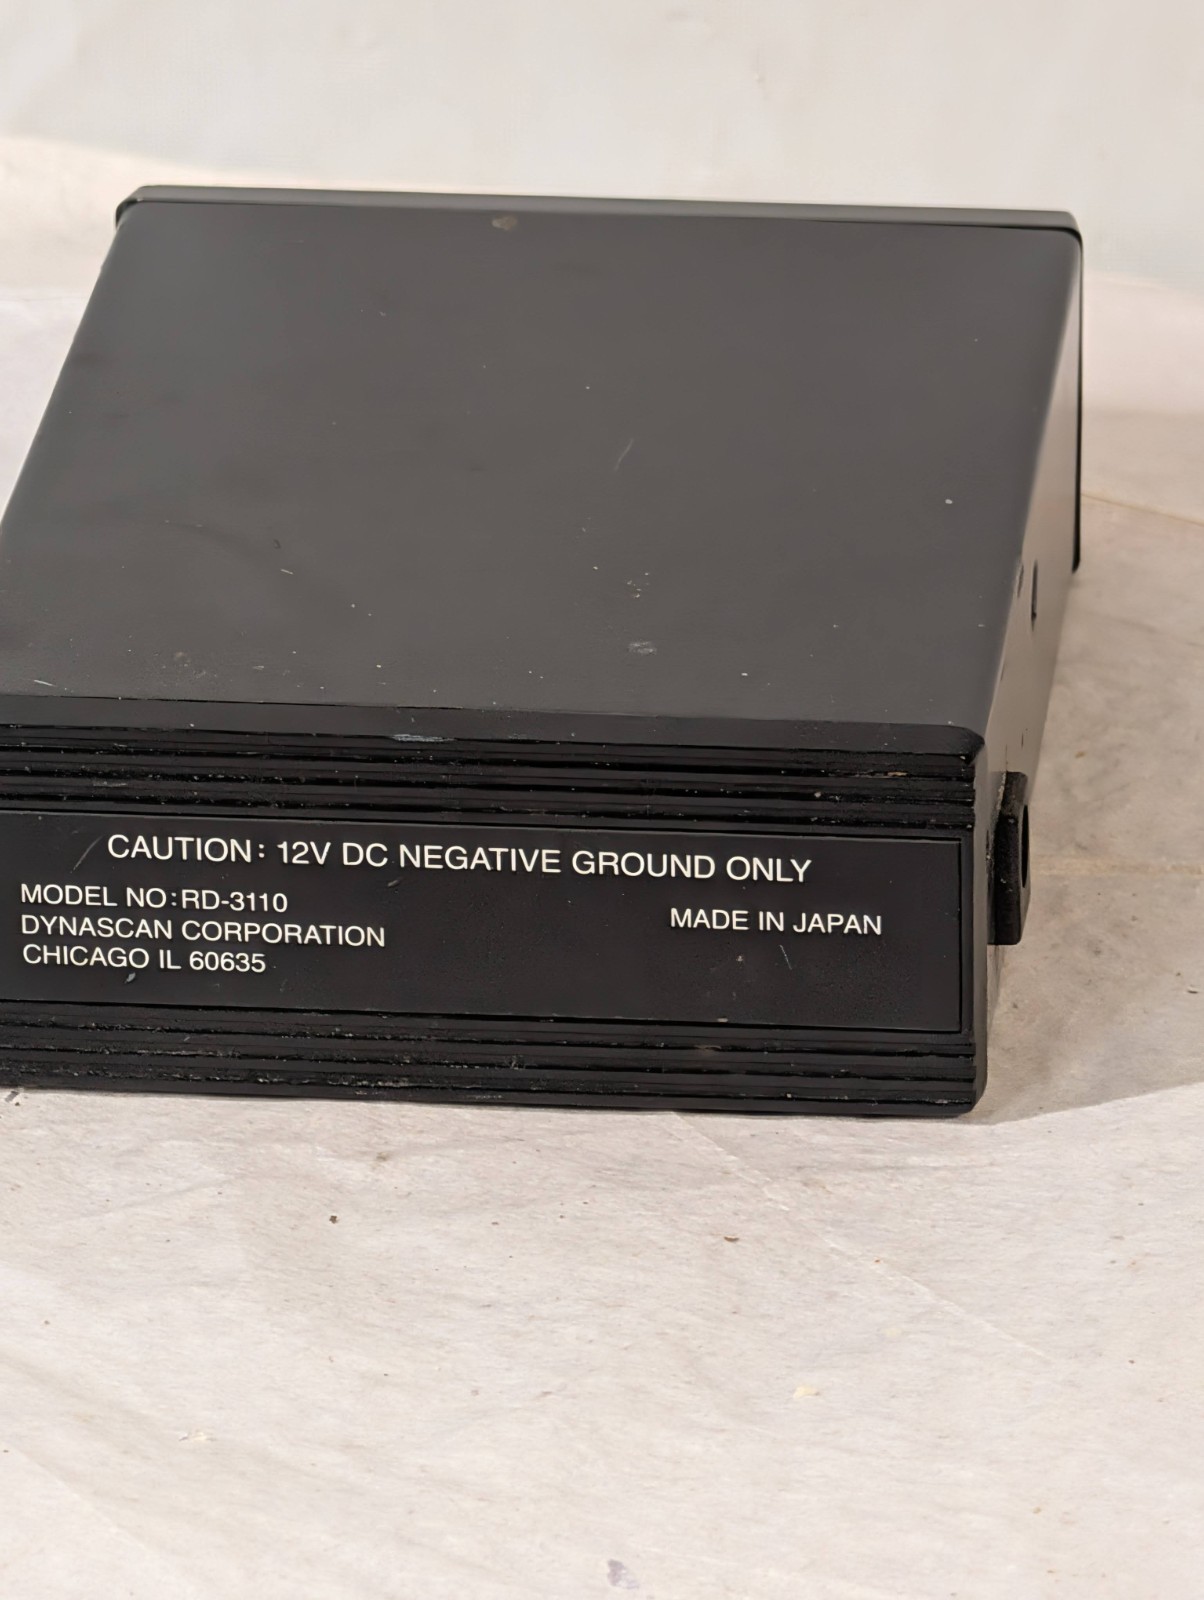 CAUTION: 12V DC NEGATIVE GROUND ONLY
MODEL NO:RD-3110
DYNASCAN CORPORATION
CHICAGO IL 60635
MADE IN JAPAN